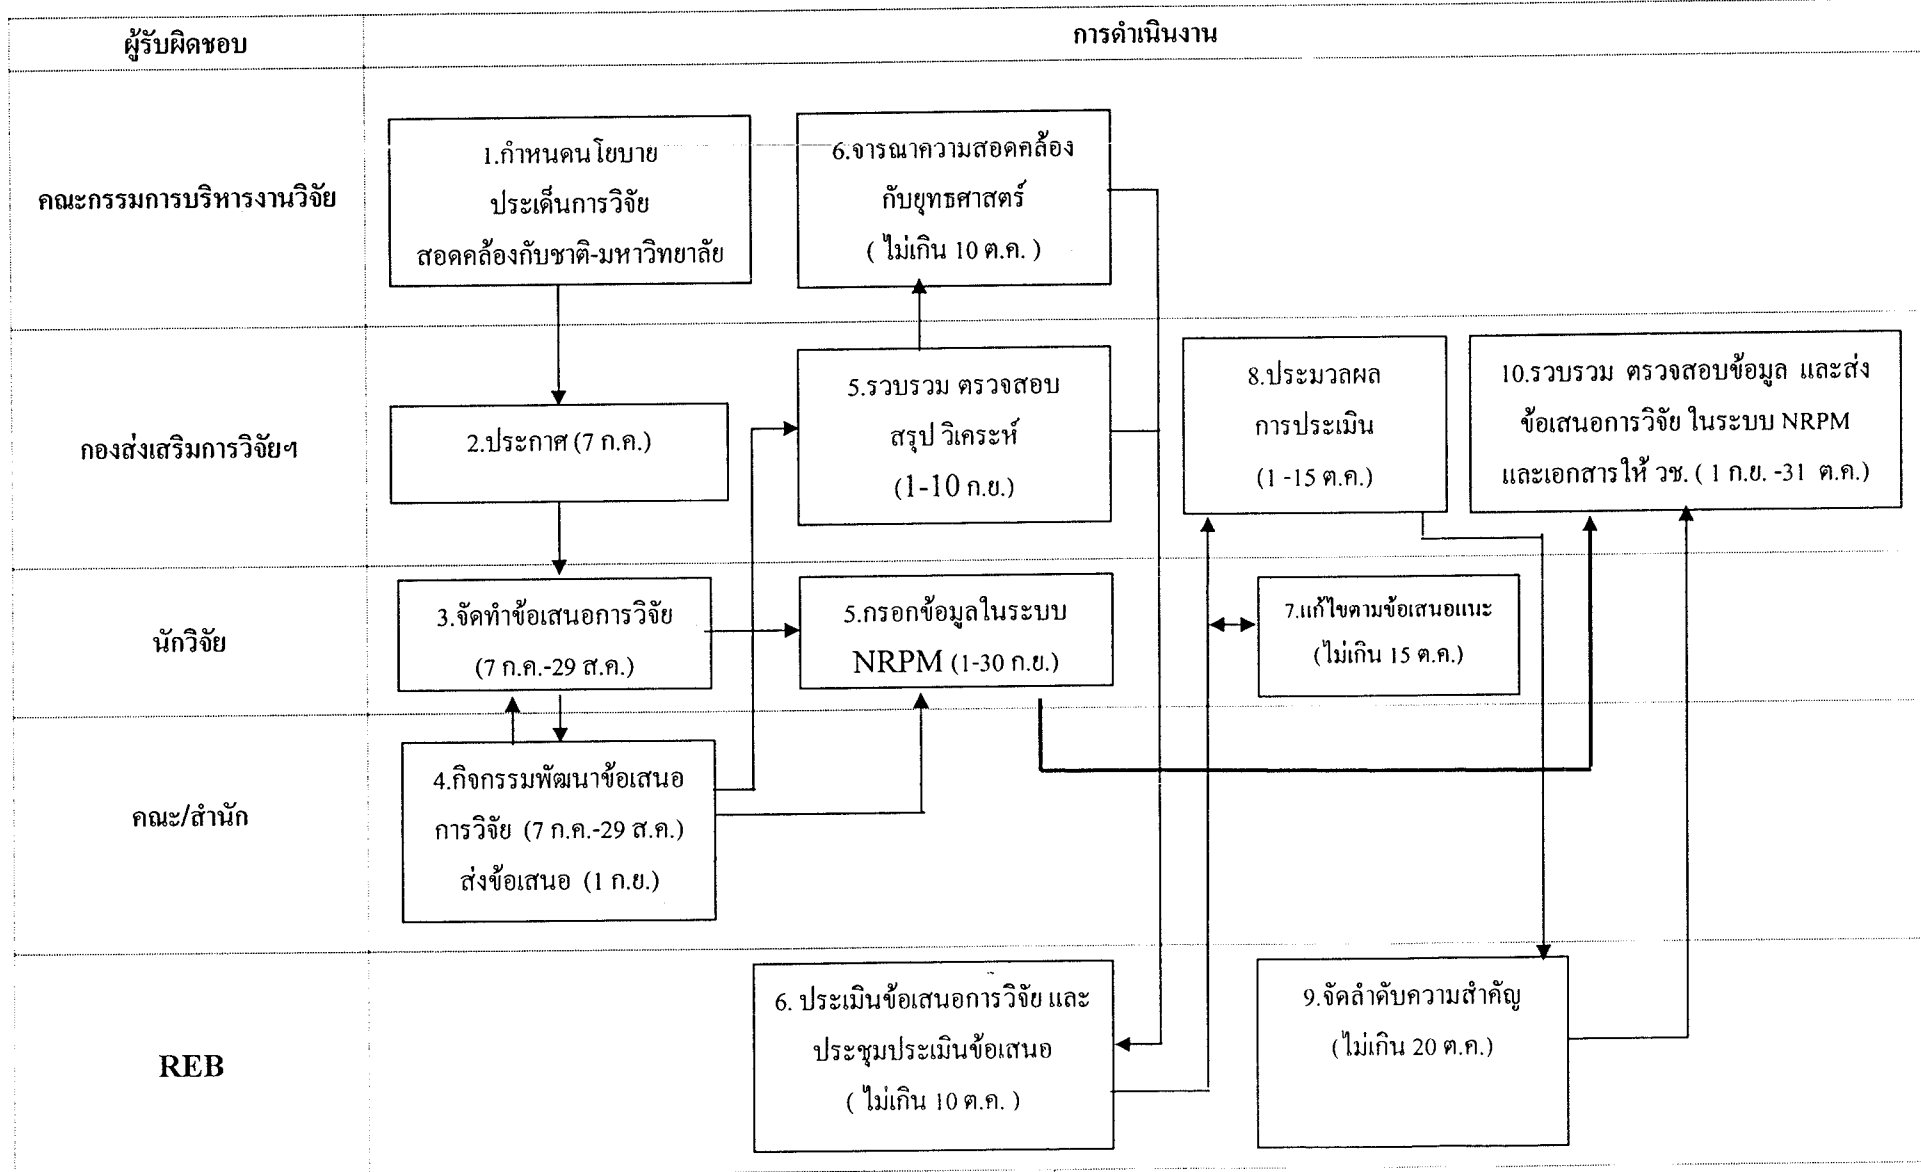 ผู้รับผิดชอบ
การดำเนินงาน
คณะกรรมการบริหารงานวิจัย
1.กำหนดนโยบาย
ประเด็นการวิจัย
สอดคล้องกับชาติ-มหาวิทยาลัย
6.จารณาความสอดคล้อง
กับยุทธศาสตร์
( ไม่เกิน 10 ต.ค. )
กองส่งเสริมการวิจัยฯ
2.ประกาศ (7 ก.ค.)
5.รวบรวม ตรวจสอบ
สรุป วิเคระห์
(1-10 ก.ย.)
8.ประมวลผล
การประเมิน
(1 -15 ต.ค.)
10.รวบรวม ตรวจสอบข้อมูล และส่ง
ข้อเสนอการวิจัย ในระบบ NRPM
และเอกสารให้ วช. ( 1 ก.ย. -31 ต.ค.)
นักวิจัย
3.จัดทำข้อเสนอการวิจัย
(7 ก.ค.-29 ส.ค.)
5.กรอกข้อมูลในระบบ
NRPM (1-30 ก.ย.)
7.แก้ไขตามข้อเสนอแนะ
(ไม่เกิน 15 ต.ค.)
คณะ/สำนัก
4.กิจกรรมพัฒนาข้อเสนอ
การวิจัย (7 ก.ค.-29 ส.ค.)
ส่งข้อเสนอ (1 ก.ย.)
REB
6. ประเมินข้อเสนอการวิจัย และ
ประชุมประเมินข้อเสนอ
( ไม่เกิน 10 ต.ค. )
9.จัดลำดับความสำคัญ
(ไม่เกิน 20 ต.ค.)